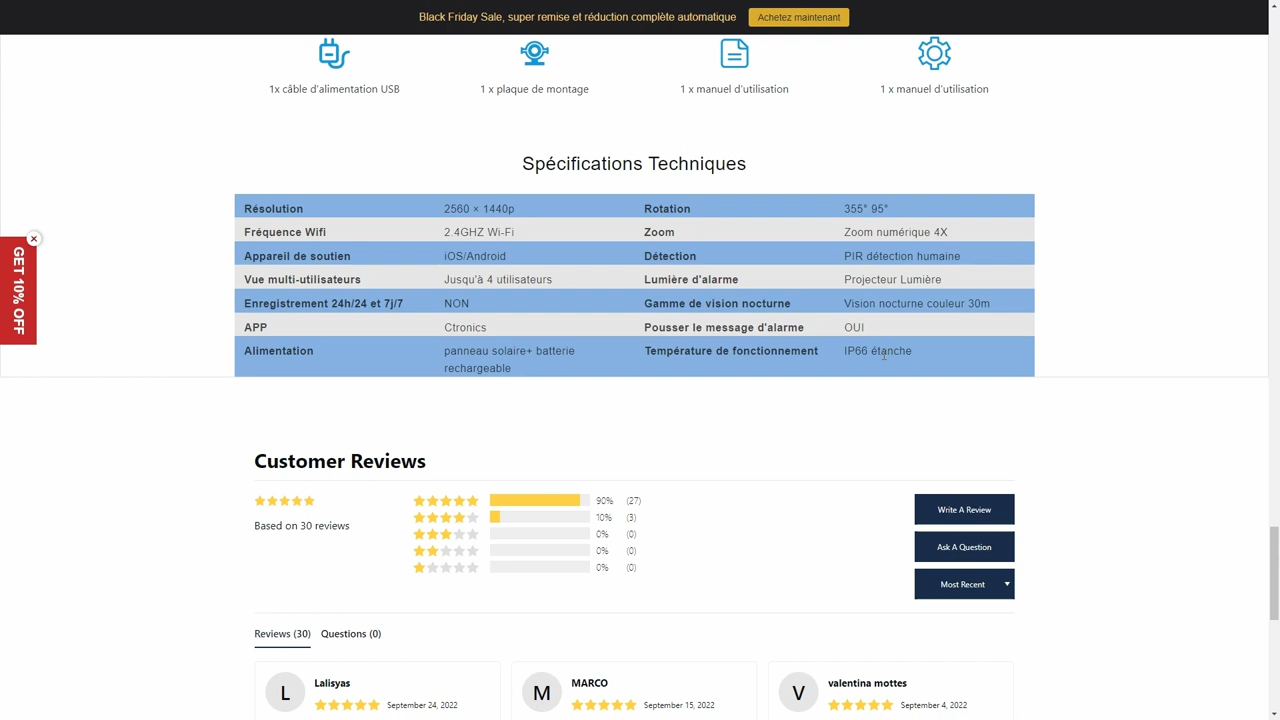 Black Friday Sale, super remise et réduction complète automatique Achetez maintenant
1x câble d'alimentation USB 1 x plaque de montage 1 x manuel d'utilisation 1 x manuel d'utilisation
Spécifications Techniques
Résolution 2560 × 1440p Rotation 355° 95°
Fréquence Wifi 2.4GHZ Wi-Fi Zoom Zoom numérique 4X
Appareil de soutien iOS/Android Détection PIR détection humaine
Vue multi-utilisateurs Jusqu'à 4 utilisateurs Lumière d'alarme Projecteur Lumière
Enregistrement 24h/24 et 7j/7 NON Gamme de vision nocturne Vision nocturne couleur 30m
APP Ctronics Pousser le message d'alarme OUI
Alimentation panneau solaire+ batterie Température de fonctionnement IP66 étanche
rechargeable
GET 10% OFF
Customer Reviews
90% (27)
Based on 30 reviews 10% (3)
0% (0)
0% (0)
0% (0)
Write A Review
Ask A Question
Most Recent
Reviews (30) Questions (0)
L Lalisyas September 24, 2022
M MARCO September 15, 2022
V valentina mottes September 4, 2022